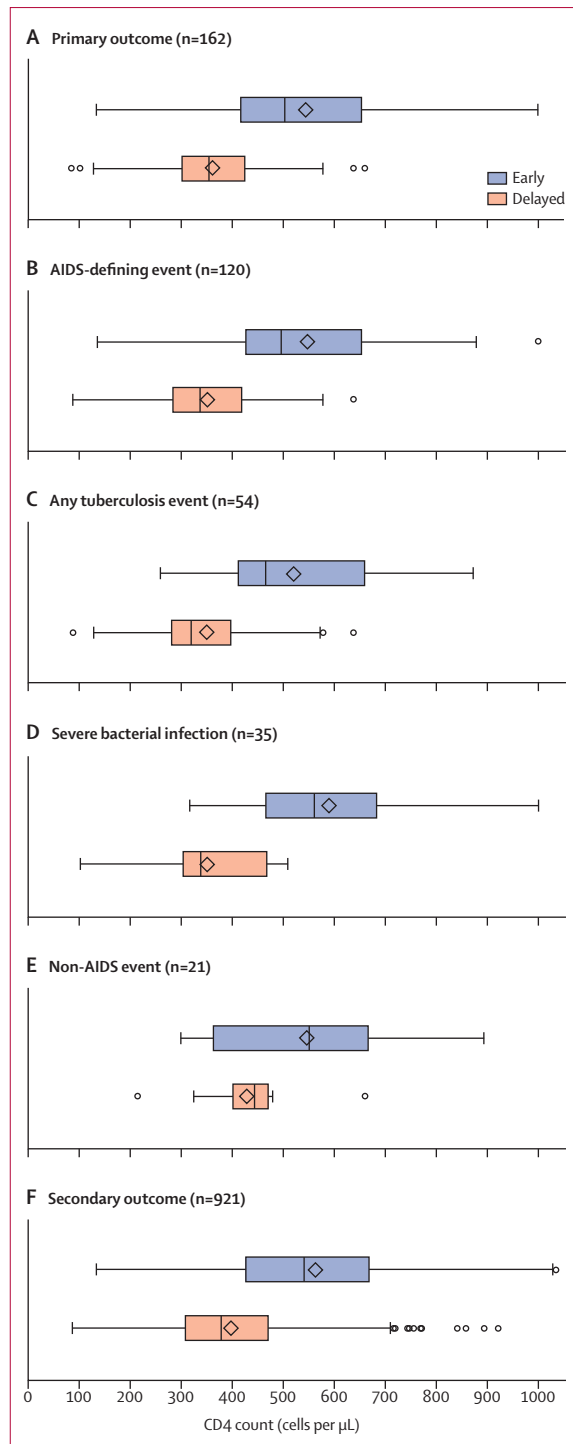 A Primary outcome (n=162)
Early
Delayed
B AIDS-defining event (n=120)
C Any tuberculosis event (n=54)
D Severe bacterial infection (n=35)
E Non-AIDS event (n=21)
F Secondary outcome (n=921)
0 100 200 300 400 500 600 700 800 900 1000
CD4 count (cells per µL)